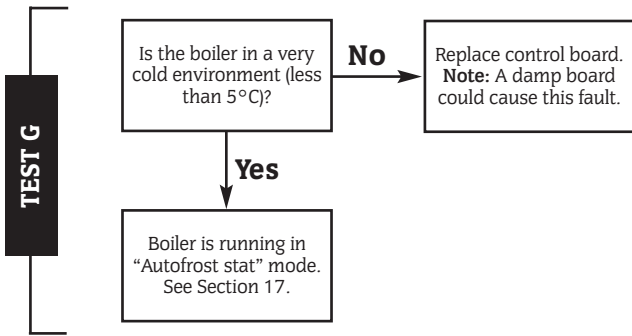 TEST G
Is the boiler in a very
cold environment (less
than 5°C)?
No
Replace control board.
Note: A damp board
could cause this fault.
Yes
Boiler is running in
“Autofrost stat” mode.
See Section 17.